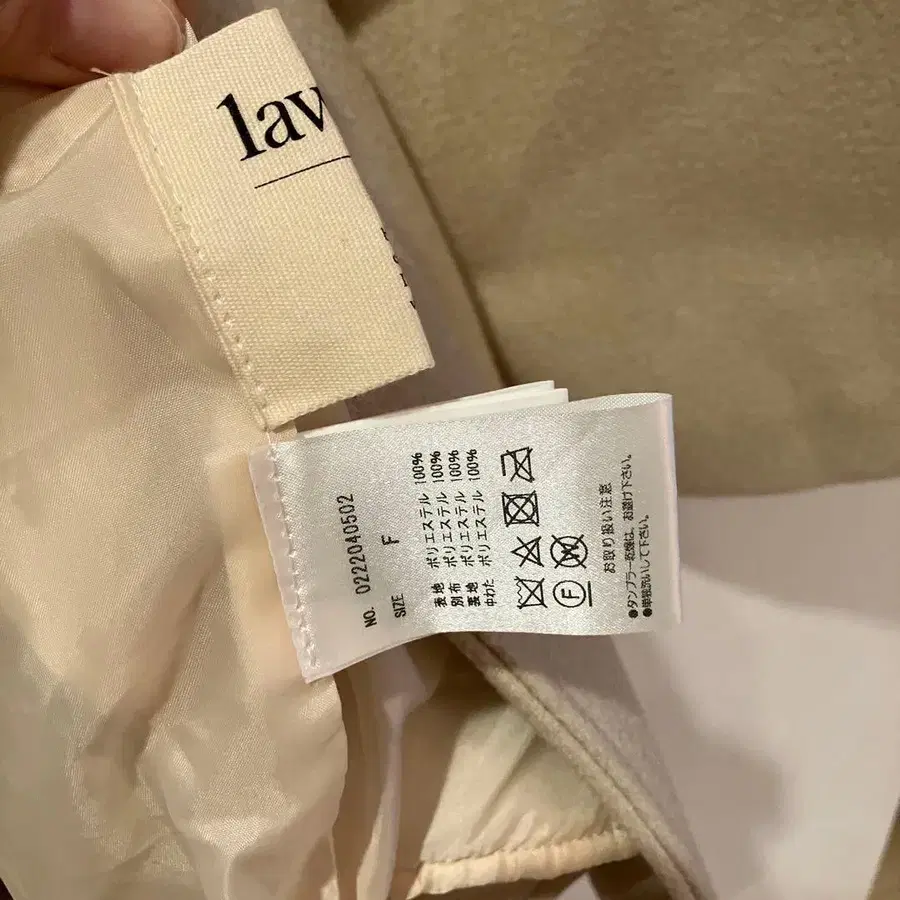 lav
NO. 0222040502
SIZE F
表地 ポリエステル 100%
別布 ポリエステル 100%
裏地 ポリエステル 100%
中わた ポリエステル 100%
F W
お取り扱い注意
●タンブラー乾燥は、お避け下さい。
●単独洗いして下さい。